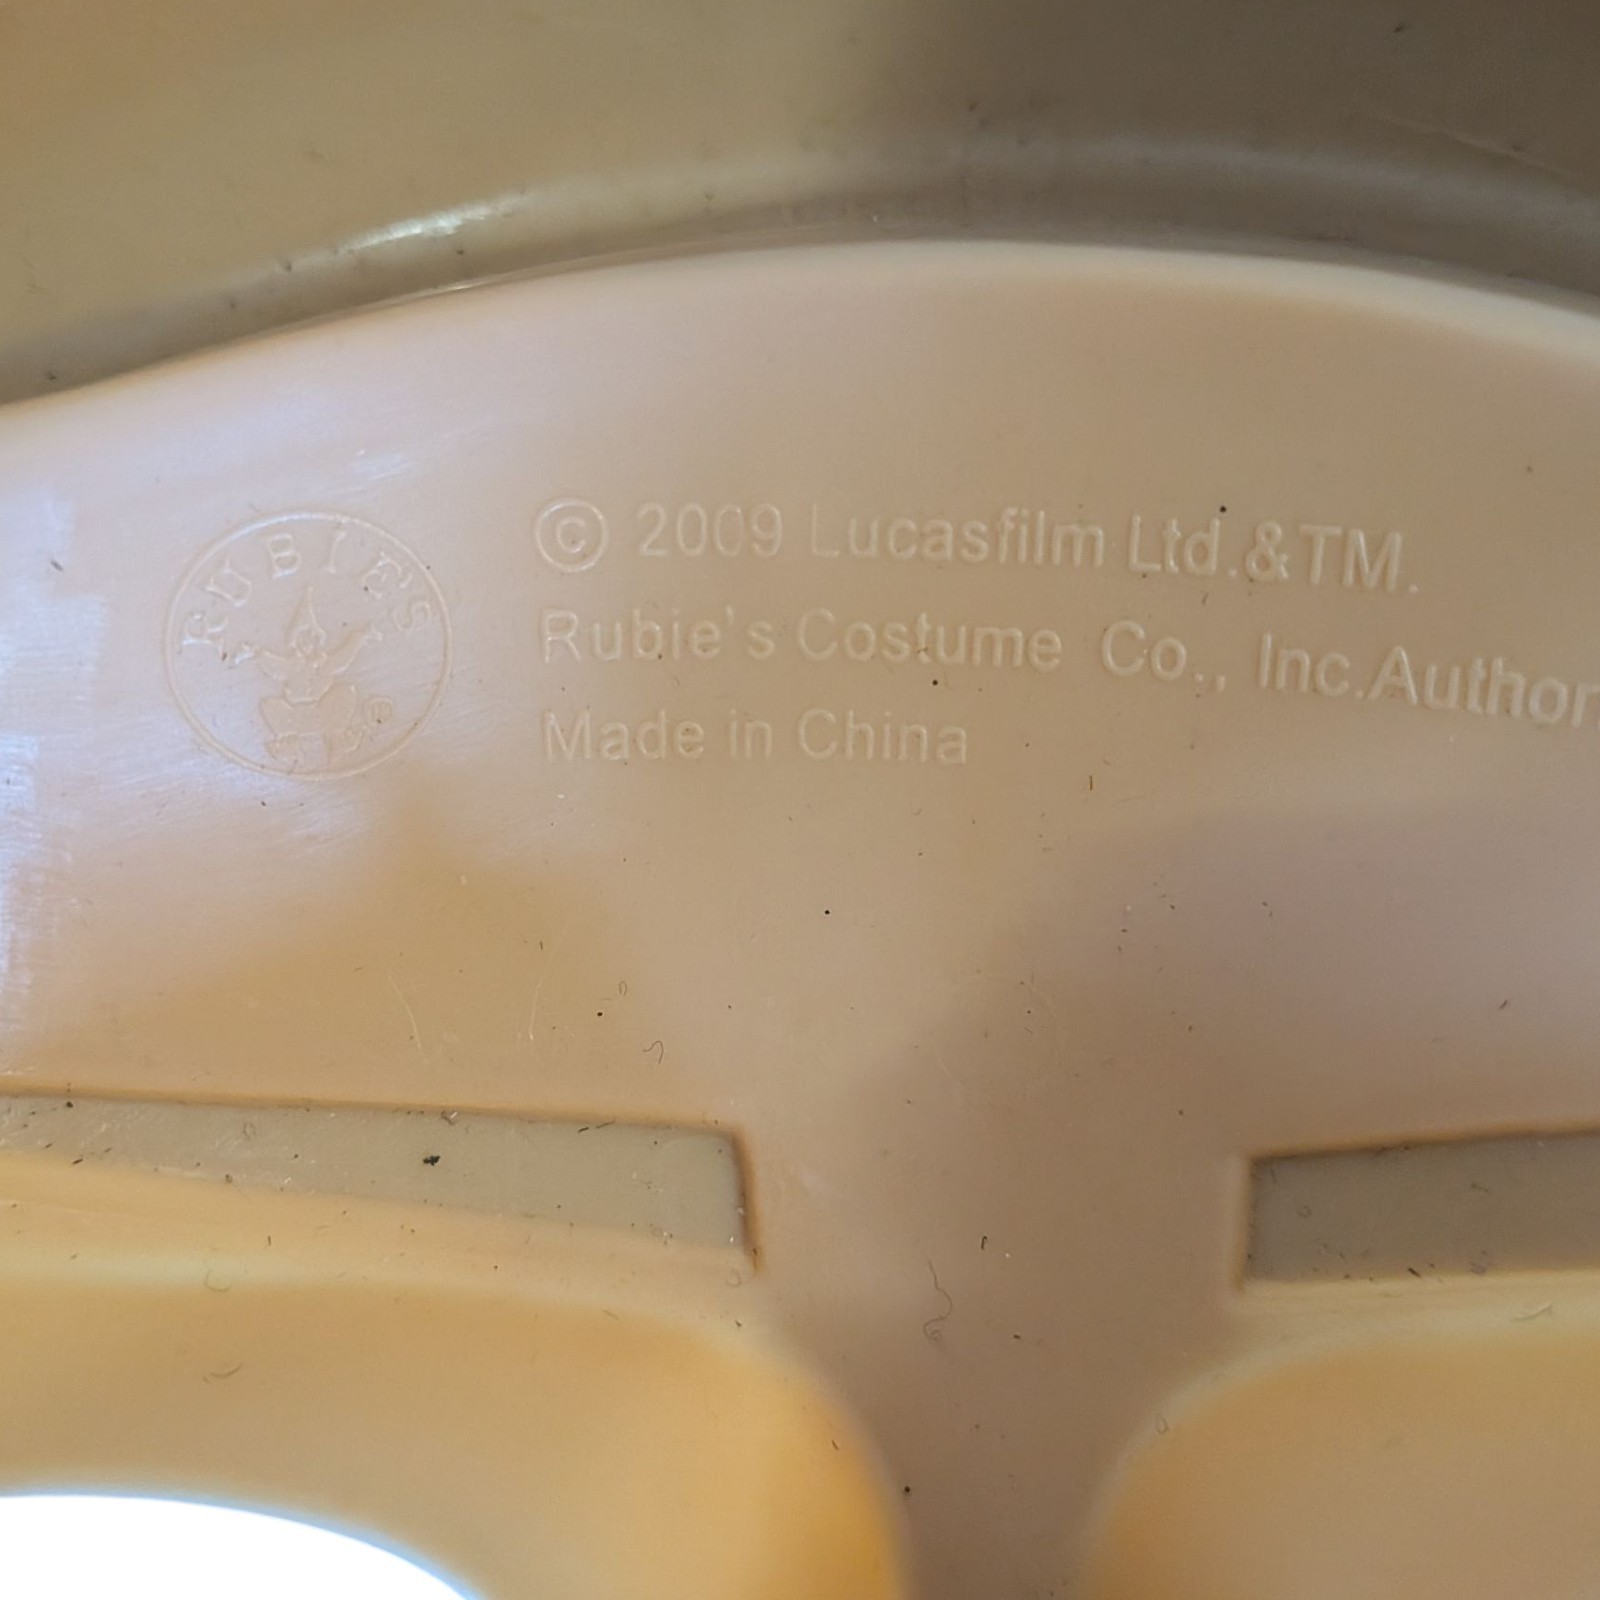 RUBIE'S
®
© 2009 Lucasfilm Ltd.&TM.
Rubie's Costume Co., Inc.Author
Made in China